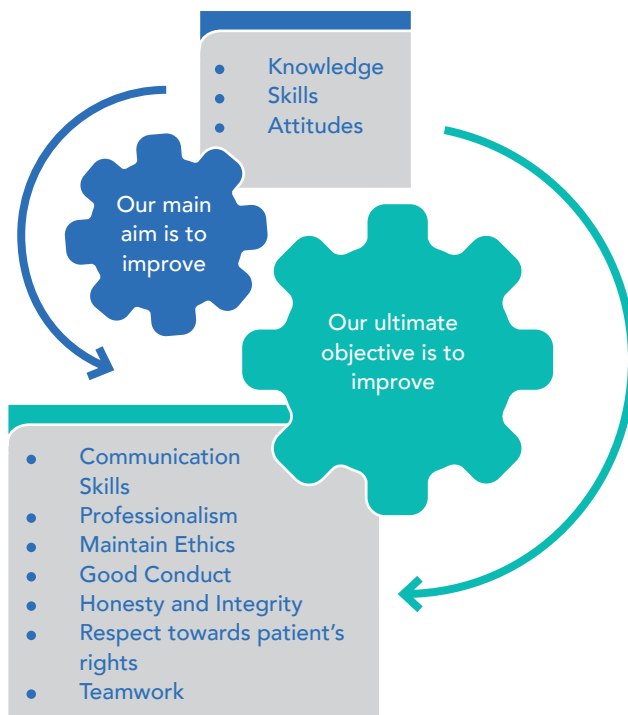 • Knowledge
• Skills
• Attitudes
Our main
aim is to
improve
Our ultimate
objective is to
improve
• Communication
Skills
• Professionalism
• Maintain Ethics
• Good Conduct
• Honesty and Integrity
• Respect towards patient’s
rights
• Teamwork